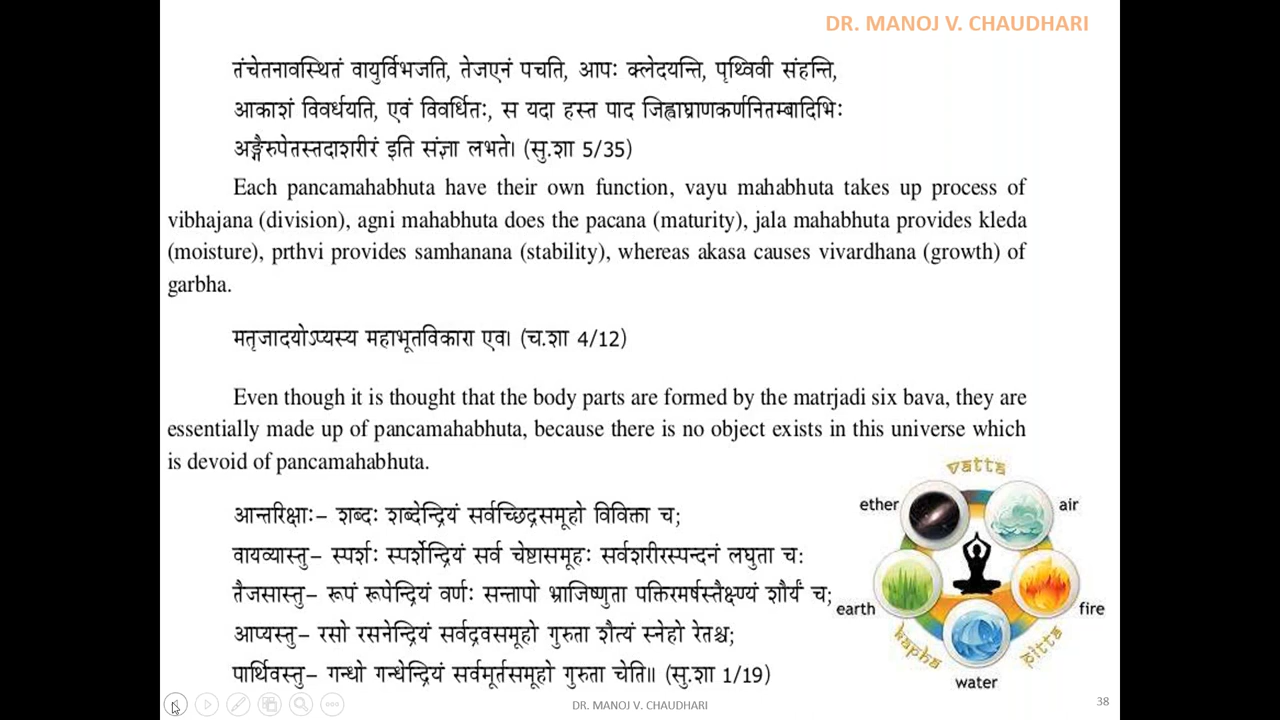 DR. MANOJ V. CHAUDHARI
तंचेतनावस्थितं वायुर्विभजति, तेजएनं पचति, आपः क्लेदयन्ति, पृथ्विवी संहन्ति,
आकाशं विवर्धयति, एवं विवर्धितः, स यदा हस्त पाद जिह्वाघ्राणकर्णनितम्बादिभिः
अङ्गैरुपेतस्तदाशरीरं इति संज्ञा लभते। (सु.शा 5/35)
Each pancamahabhuta have their own function, vayu mahabhuta takes up process of
vibhajana (division), agni mahabhuta does the pacana (maturity), jala mahabhuta provides kleda
(moisture), prthvi provides samhanana (stability), whereas akasa causes vivardhana (growth) of
garbha.
मतृजादयोऽप्यस्य महाभूतविकारा एव। (च.शा 4/12)
Even though it is thought that the body parts are formed by the matrjadi six bava, they are
essentially made up of pancamahabhuta, because there is no object exists in this universe which
is devoid of pancamahabhuta.
आन्तरिक्षाः– शब्दः शब्देन्द्रियं सर्वच्छिद्रसमूहो विविक्ता च;
वायव्यास्तु– स्पर्शः स्पर्शेन्द्रियं सर्व चेष्टासमूहः सर्वशरीरस्पन्दनं लघुता चः
तैजसास्तु– रूपं रूपेन्द्रियं वर्णः सन्तापो भ्राजिष्णुता पक्तिरमर्षस्तैक्ष्ण्यं शौर्यं च;
आप्यस्तु– रसो रसनेन्द्रियं सर्वद्रवसमूहो गुरुता शैत्यं स्नेहो रेतश्च;
पार्थिवस्तु– गन्धो गन्धेन्द्रियं सर्वमूर्तसमूहो गुरुता चेति॥ (सु.शा 1/19)
vatta
ether
air
earth
fire
kapha
pitta
water
DR. MANOJ V. CHAUDHARI
38